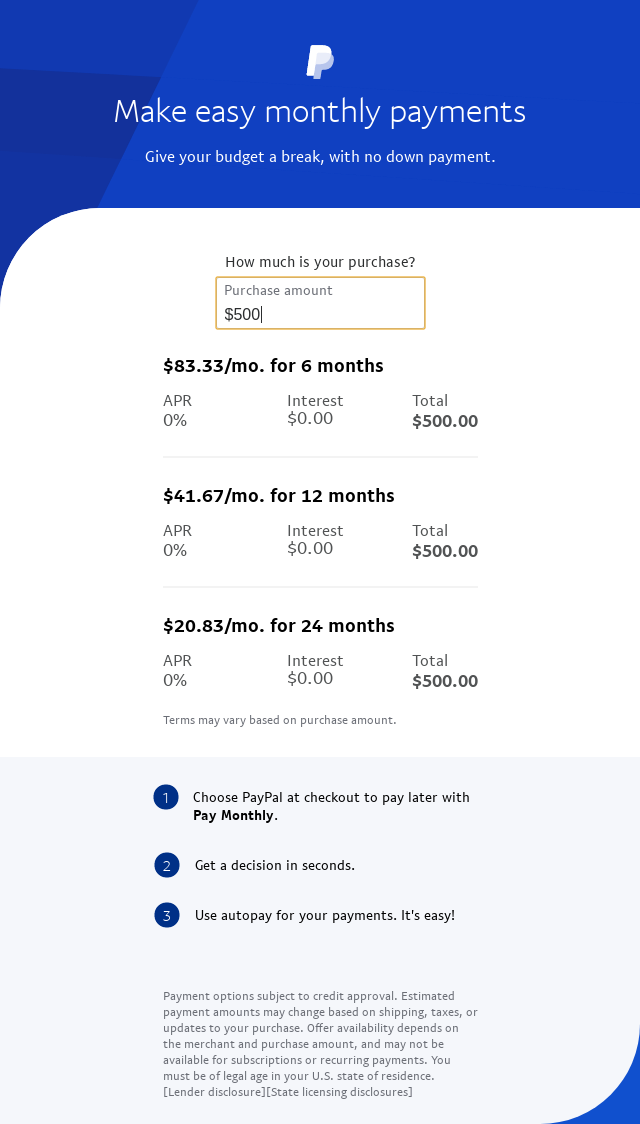 Make easy monthly payments
Give your budget a break, with no down payment.
How much is your purchase?
Purchase amount
$500
$83.33/mo. for 6 months
APR Interest Total
0% $0.00 $500.00
$41.67/mo. for 12 months
APR Interest Total
0% $0.00 $500.00
$20.83/mo. for 24 months
APR Interest Total
0% $0.00 $500.00
Terms may vary based on purchase amount.
1 Choose PayPal at checkout to pay later with
Pay Monthly.
2 Get a decision in seconds.
3 Use autopay for your payments. It's easy!
Payment options subject to credit approval. Estimated
payment amounts may change based on shipping, taxes, or
updates to your purchase. Offer availability depends on
the merchant and purchase amount, and may not be
available for subscriptions or recurring payments. You
must be of legal age in your U.S. state of residence.
[Lender disclosure][State licensing disclosures]